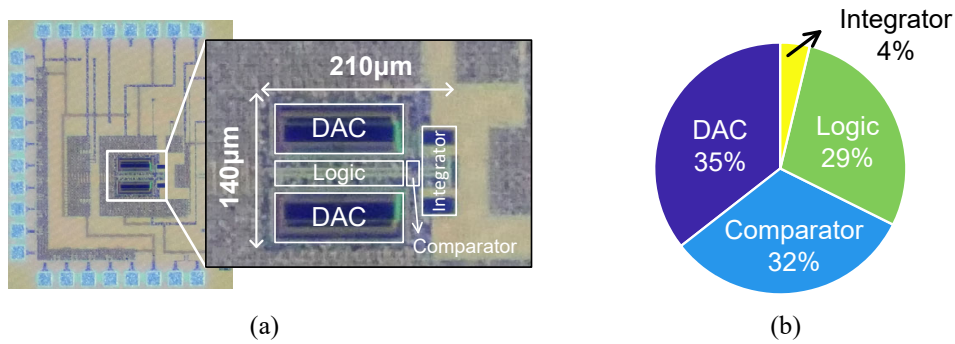 210μm
140μm
DAC
Logic
DAC
Integrator
Comparator
(a)
Integrator
4%
DAC
35%
Logic
29%
Comparator
32%
(b)